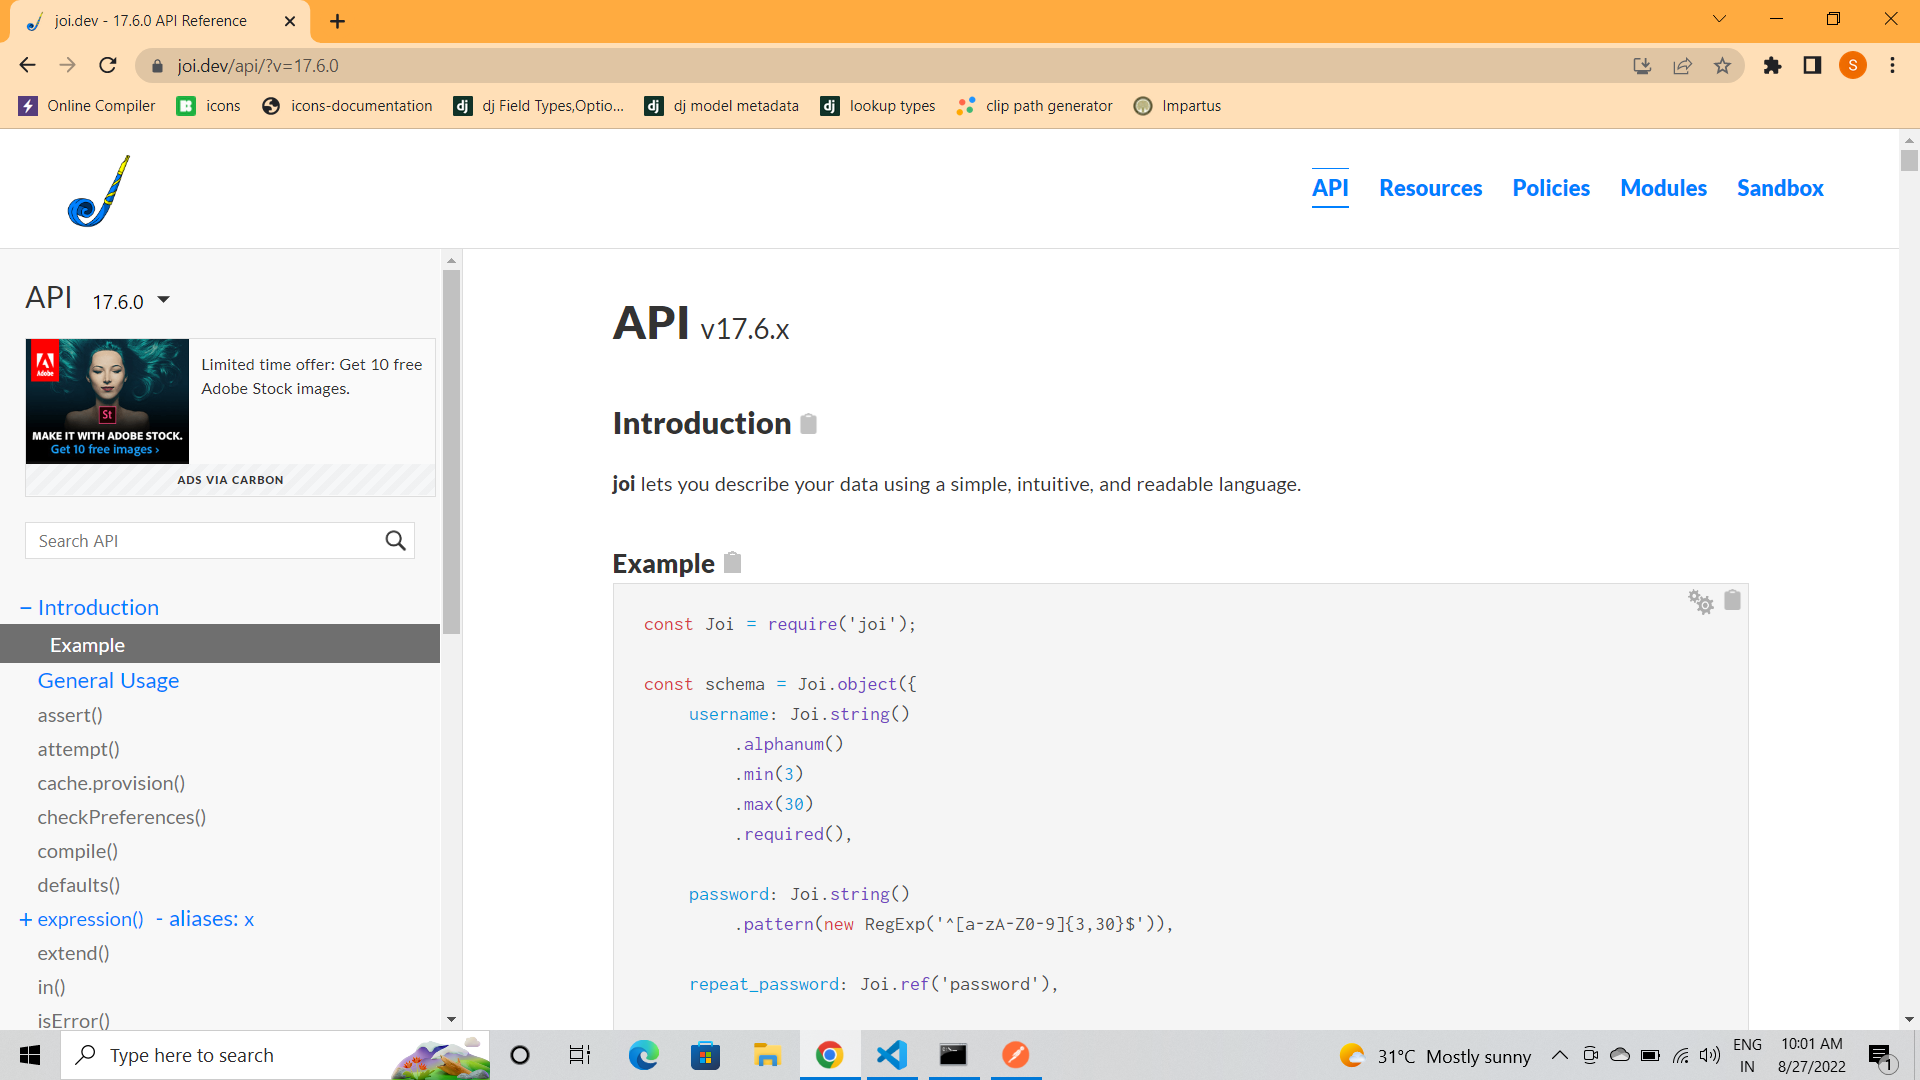 joi.dev - 17.6.0 API Reference
joi.dev/api/?v=17.6.0
S
Online Compiler icons icons-documentation dj dj Field Types,Optio... dj dj model metadata dj lookup types clip path generator Impartus
API Resources Policies Modules Sandbox
API 17.6.0
Adobe
St
MAKE IT WITH ADOBE STOCK.
Get 10 free images ›
Limited time offer: Get 10 free
Adobe Stock images.
ADS VIA CARBON
Search API
− Introduction
Example
General Usage
assert()
attempt()
cache.provision()
checkPreferences()
compile()
defaults()
+ expression() - aliases: x
extend()
in()
isError()
API v17.6.x
Introduction
joi lets you describe your data using a simple, intuitive, and readable language.
Example
const Joi = require('joi');
const schema = Joi.object({
username: Joi.string()
.alphanum()
.min(3)
.max(30)
.required(),
password: Joi.string()
.pattern(new RegExp('^[a-zA-Z0-9]{3,30}$')),
repeat_password: Joi.ref('password'),
Type here to search
31°C Mostly sunny
ENG
IN
10:01 AM
8/27/2022
1